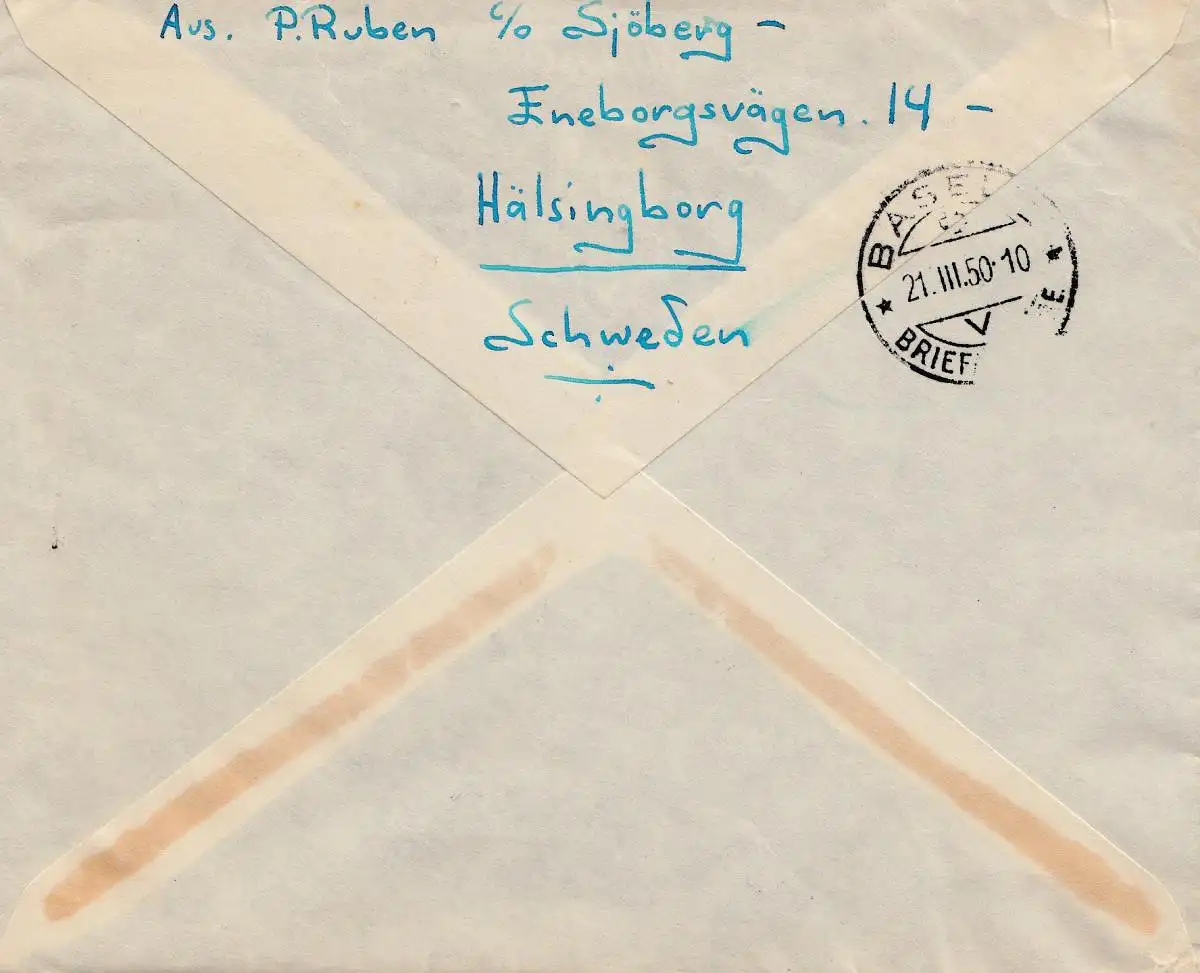 Aus. P.Ruben c/o Sjöberg -
Eneborgsvägen. 14 -
Hälsingborg
Schweden
BASEL
21.III.50·10
BRIEF